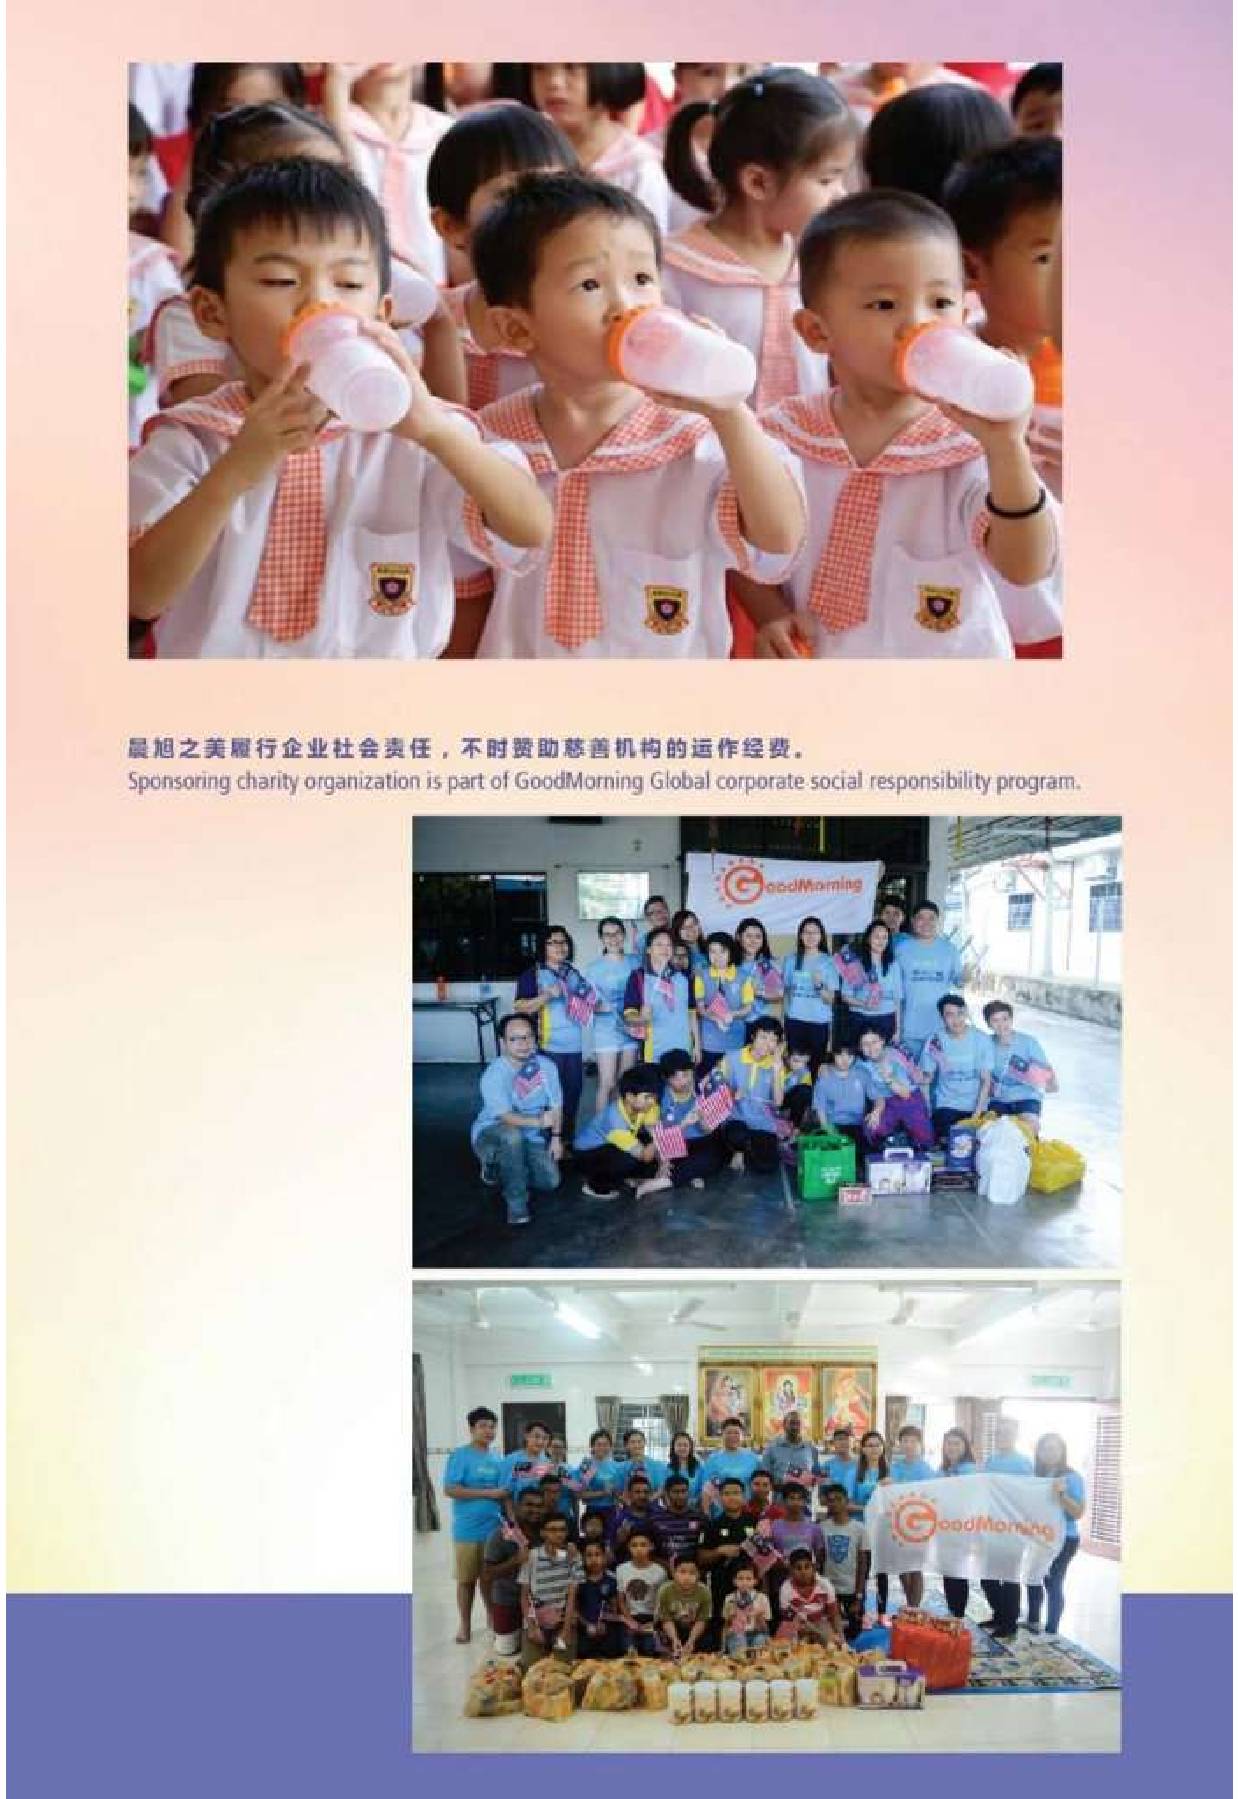 晨旭之美履行企业社会责任，不时赞助慈善机构的运作经费。
Sponsoring charity organization is part of GoodMorning Global corporate social responsibility program.
GoodMorning
GoodMorning